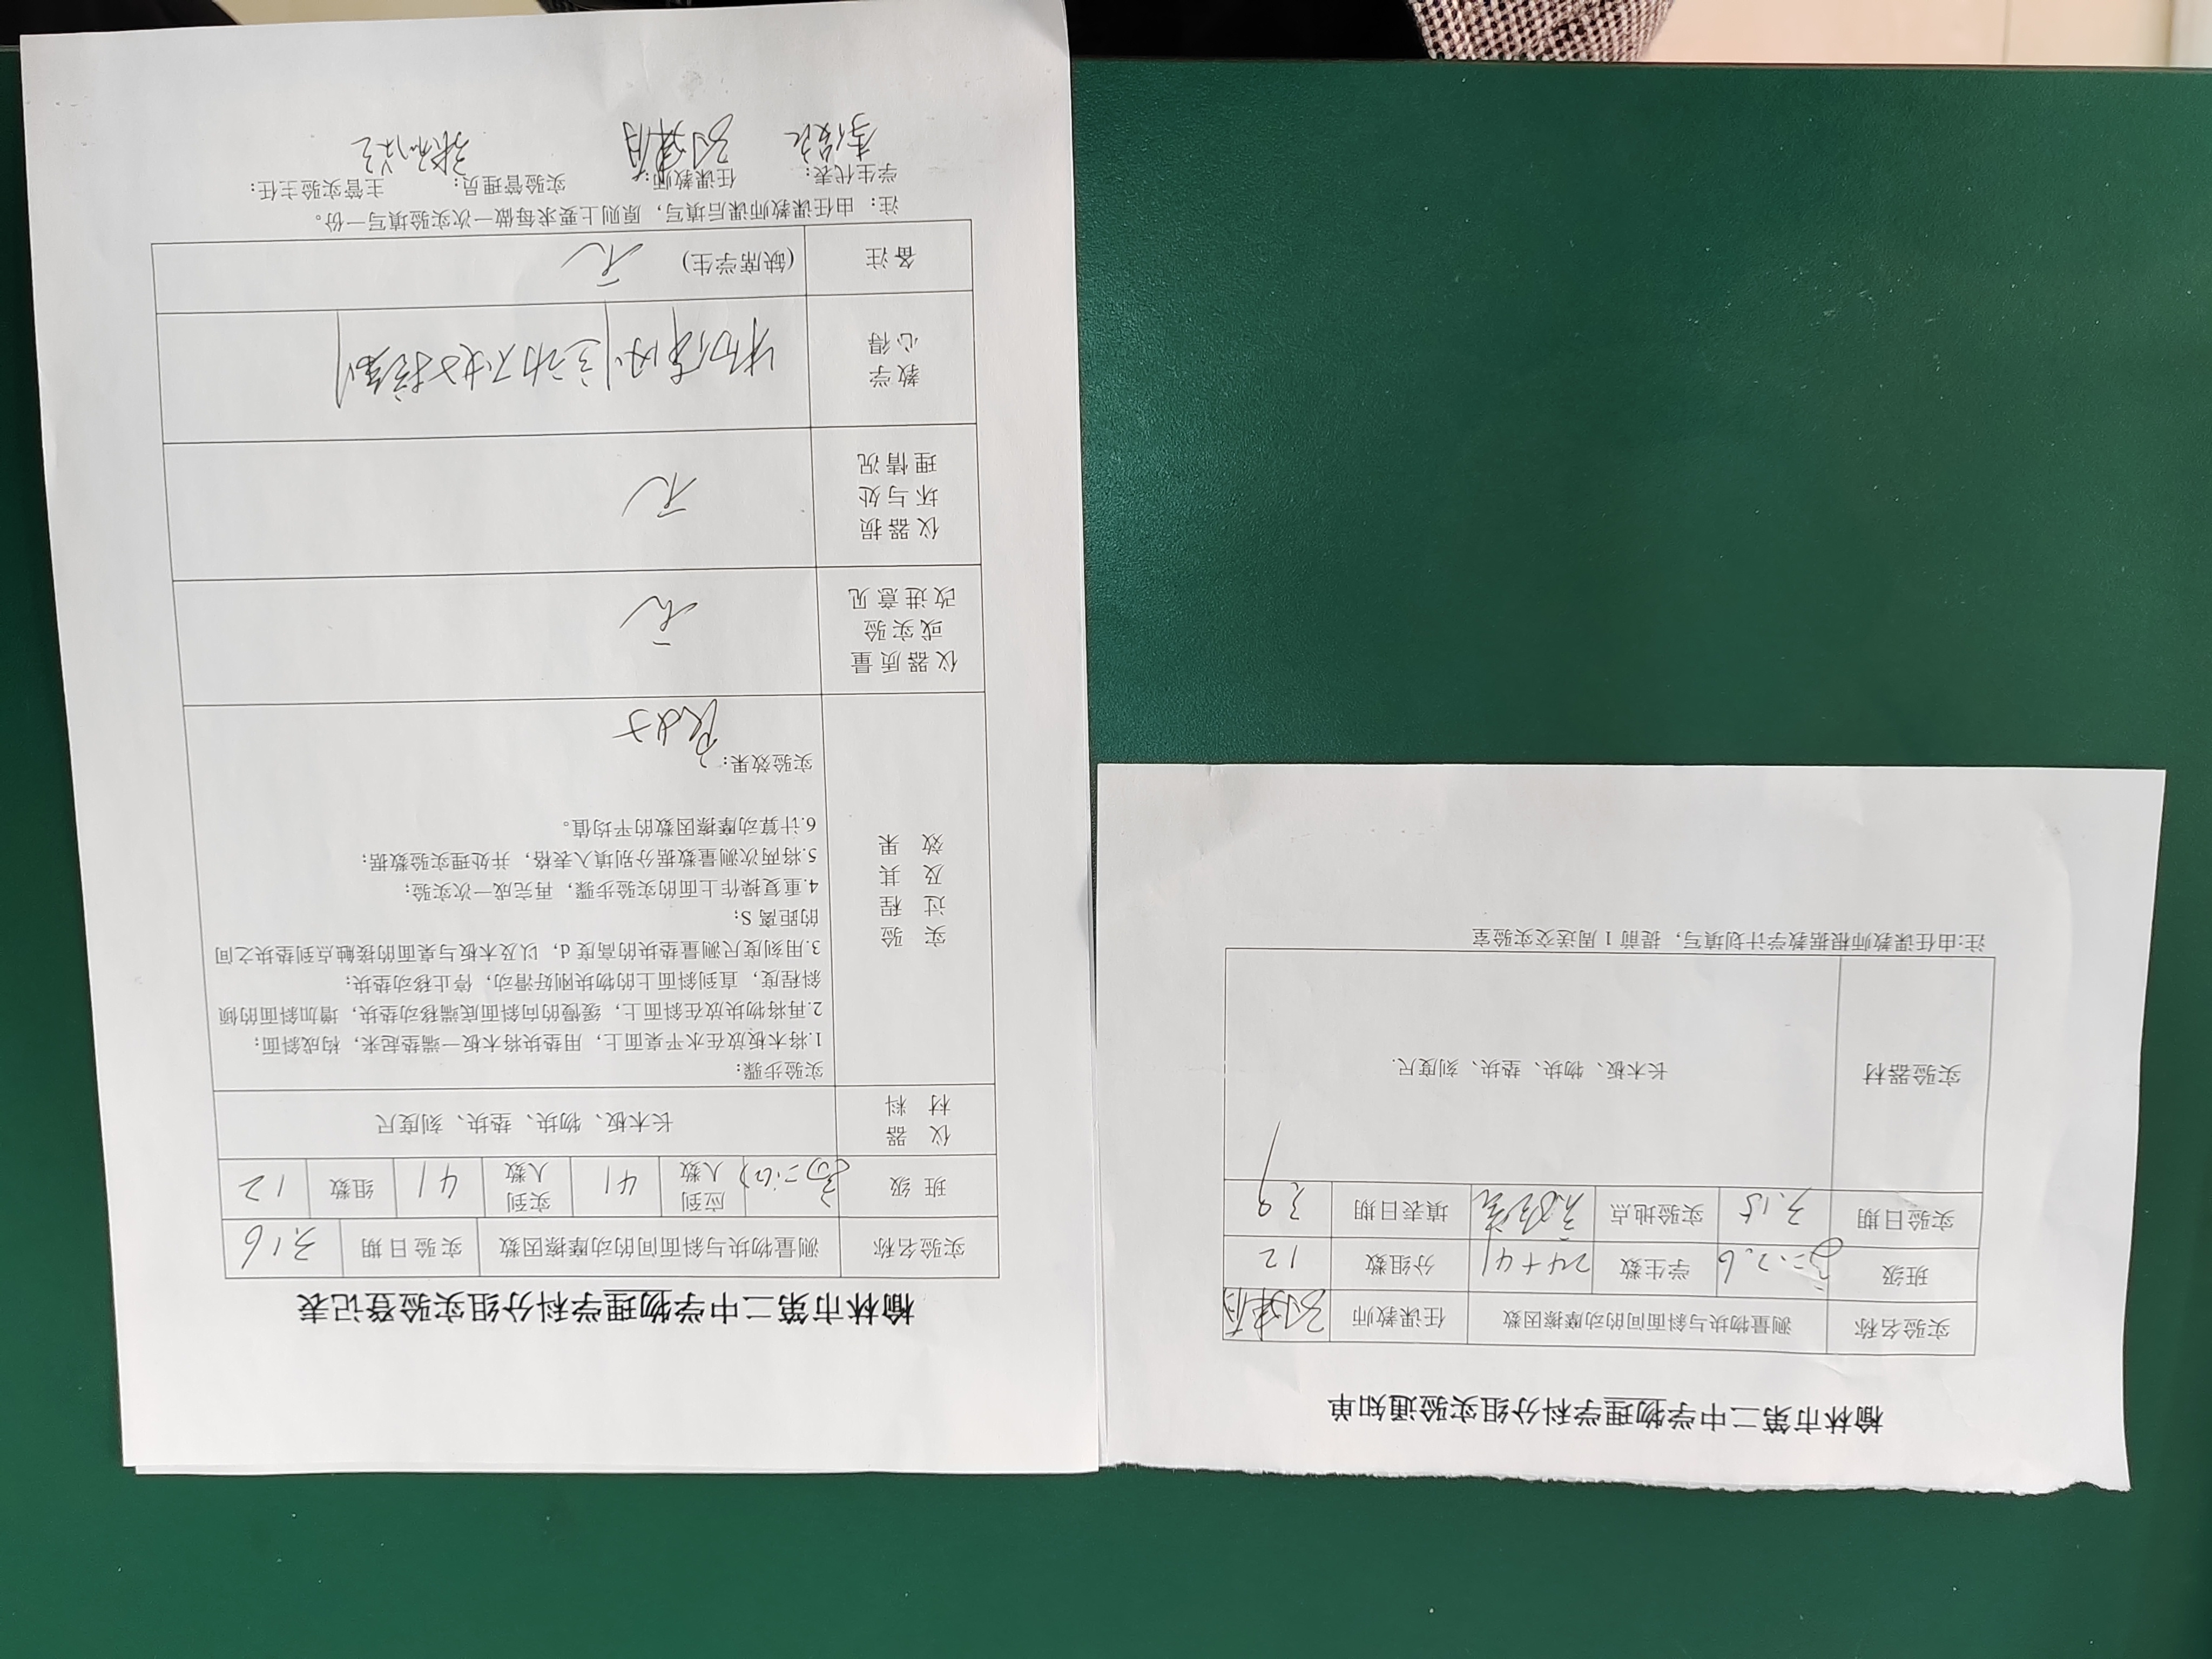 榆林市第二中学物理学科分组实验通知单
实验名称 测量物块与斜面间的动摩擦因数 任课教师
班级 学生数 24+41 分组数 12
实验日期 3.15 实验地点 填表日期 3.9
实验器材 长木板、物块、垫块、刻度尺.
注:由任课教师根据教学计划填写，提前 1 周送交实验室
榆林市第二中学物理学科分组实验登记表
实验名称 测量物块与斜面间的动摩擦因数 实验日期 3.16
班 级 应到人数 41 实到人数 41 组数 12
仪 器 材 料 长木板、物块、垫块、刻度尺
实 验 过 程 及 其 效 果
实验步骤：
1.将木板放在水平桌面上，用垫块将木板一端垫起来，构成斜面；
2.再将物块放在斜面上，缓慢的向斜面底端移动垫块，增加斜面的倾
斜程度，直到斜面上的物块刚好滑动，停止移动垫块；
3.用刻度尺测量垫块的高度 d，以及木板与桌面的接触点到垫块之间
的距离 S；
4.重复操作上面的实验步骤，再完成一次实验；
5.将两次测量数据分别填入表格，并处理实验数据；
6.计算动摩擦因数的平均值。
实验效果： 良好
仪器质量或实验改进意见 无
仪器损坏与处理情况 无
教学心得
备注 (缺席学生) 无
注：由任课教师课后填写，原则上要求每做一次实验填写一份。
学生代表： 任课教师： 实验管理员： 主管实验主任：